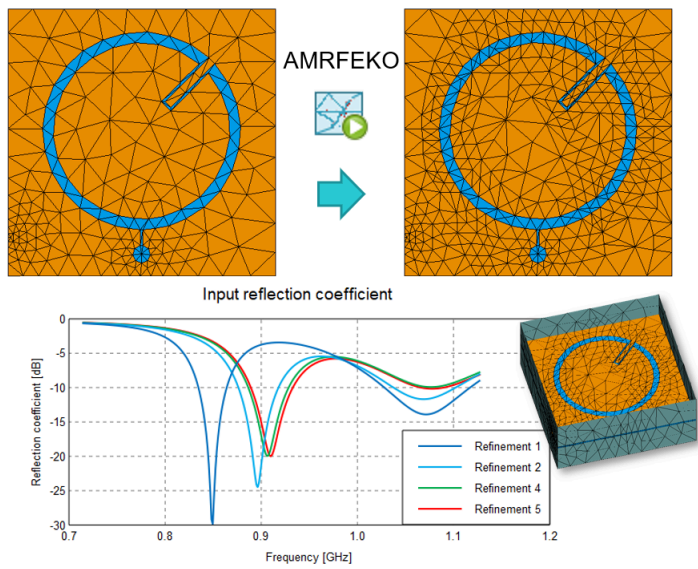 AMRFEKO
Input reflection coefficient
Reflection coefficient [dB]
0
-5
-10
-15
-20
-25
-30
0.7
0.8
0.9
1.0
1.1
1.2
Frequency [GHz]
Refinement 1
Refinement 2
Refinement 4
Refinement 5